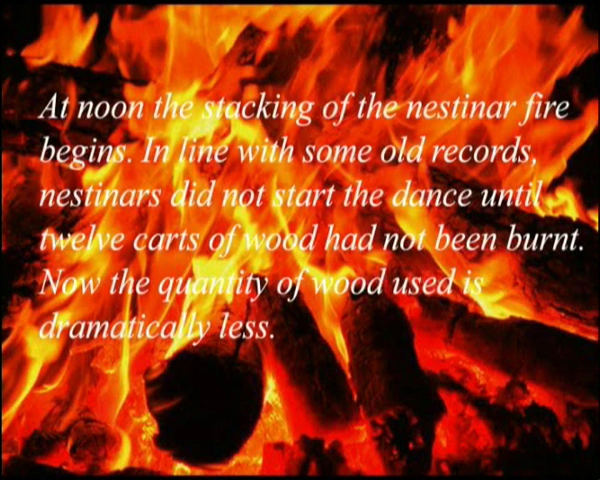 At noon the stacking of the nestinar fire
begins. In line with some old records,
nestinars did not start the dance until
twelve carts of wood had not been burnt.
Now the quantity of wood used is
dramatically less.